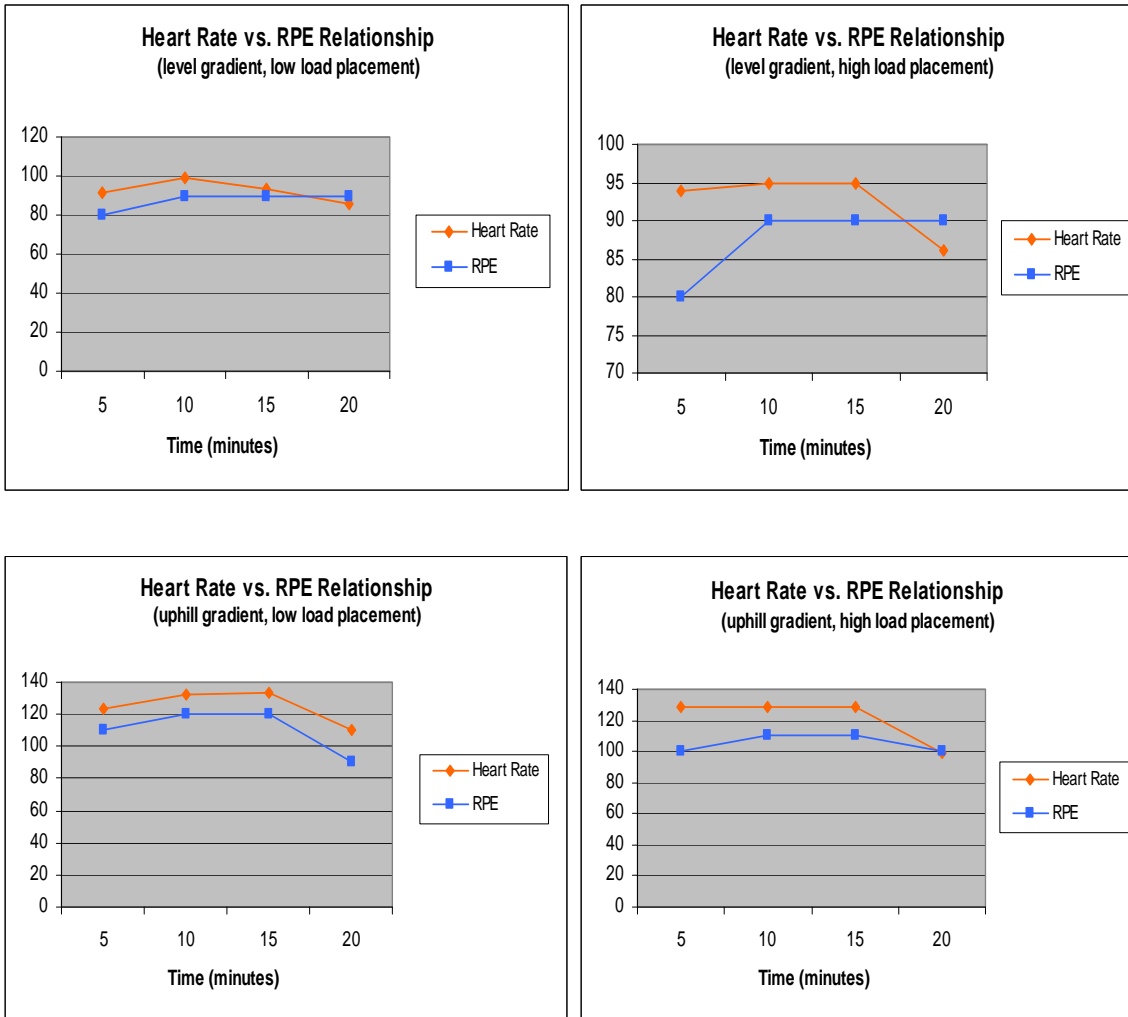 Heart Rate vs. RPE Relationship
(level gradient, low load placement)
120
100
80
60
40
20
0
5 10 15 20
Time (minutes)
Heart Rate
RPE
Heart Rate vs. RPE Relationship
(level gradient, high load placement)
100
95
90
85
80
75
70
5 10 15 20
Time (minutes)
Heart Rate
RPE
Heart Rate vs. RPE Relationship
(uphill gradient, low load placement)
140
120
100
80
60
40
20
0
5 10 15 20
Time (minutes)
Heart Rate
RPE
Heart Rate vs. RPE Relationship
(uphill gradient, high load placement)
140
120
100
80
60
40
20
0
5 10 15 20
Time (minutes)
Heart Rate
RPE